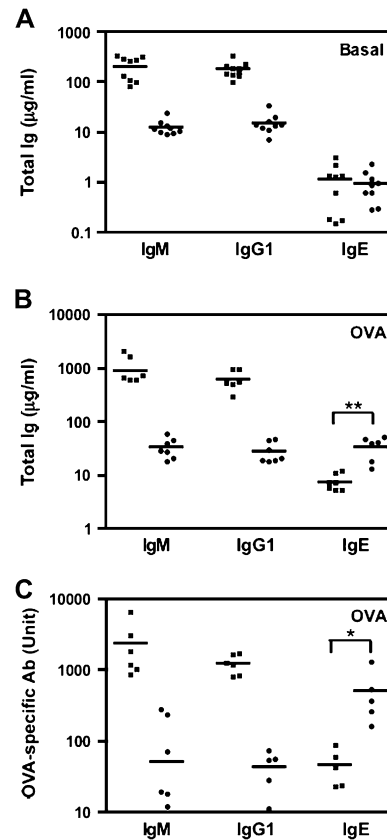 A
Total Ig (μg/ml)
1000
100
10
1
0.1
Basal
IgM IgG1 IgE
B
Total Ig (μg/ml)
10000
1000
100
10
1
OVA
**
IgM IgG1 IgE
C
OVA-specific Ab (Unit)
10000
1000
100
10
OVA
*
IgM IgG1 IgE